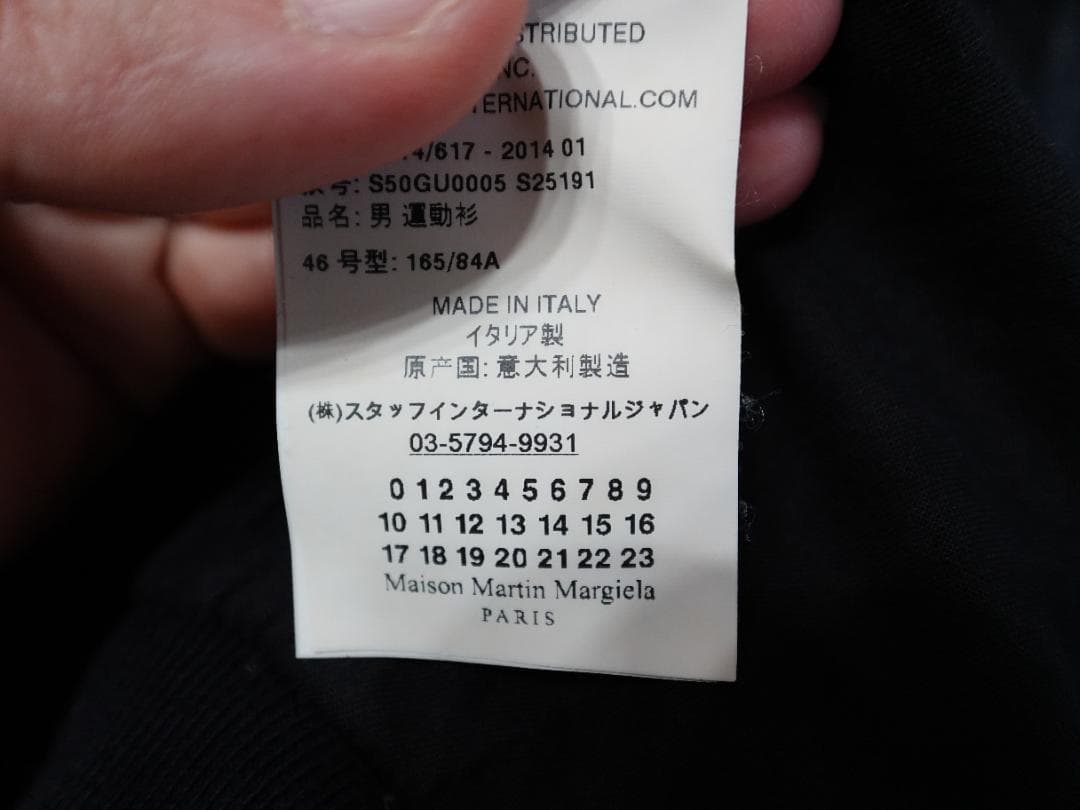 STRIBUTED
NC.
TERNATIONAL.COM
4/617 - 2014 01
号: S50GU0005 S25191
品名: 男 運動衫
46 号型: 165/84A
MADE IN ITALY
イタリア製
原产国: 意大利製造
(株)スタッフインターナショナルジャパン
03-5794-9931
0 1 2 3 4 5 6 7 8 9
10 11 12 13 14 15 16
17 18 19 20 21 22 23
Maison Martin Margiela
PARIS